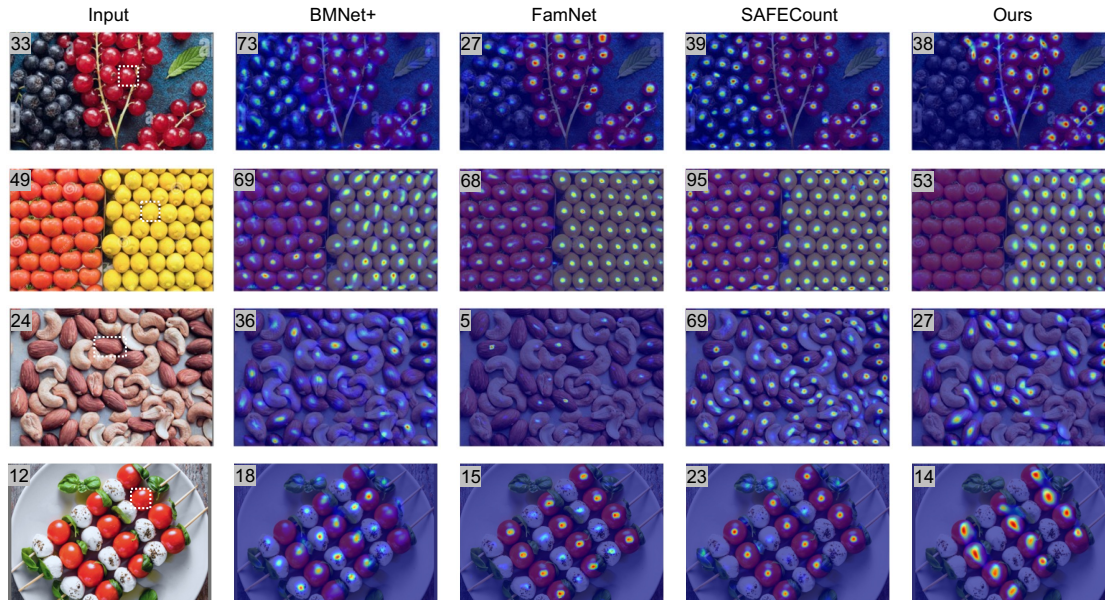 Input BMNet+ FamNet SAFECount Ours
33 73 27 39 38
a a
a
49 69 68 95 53
24 36 5 69 27
12 18 15 23 14